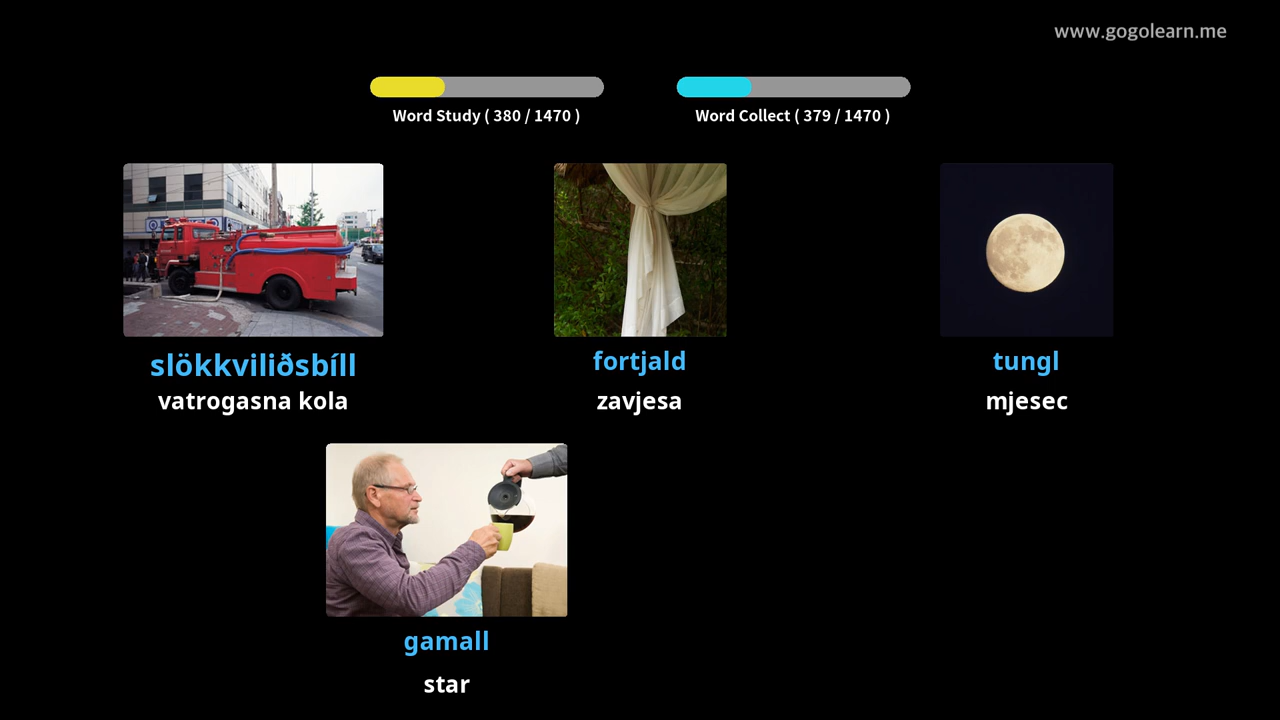 www.gogolearn.me
Word Study ( 380 / 1470 )
Word Collect ( 379 / 1470 )
slökkviliðsbíll
fortjald
tungl
vatrogasna kola
zavjesa
mjesec
gamall
star